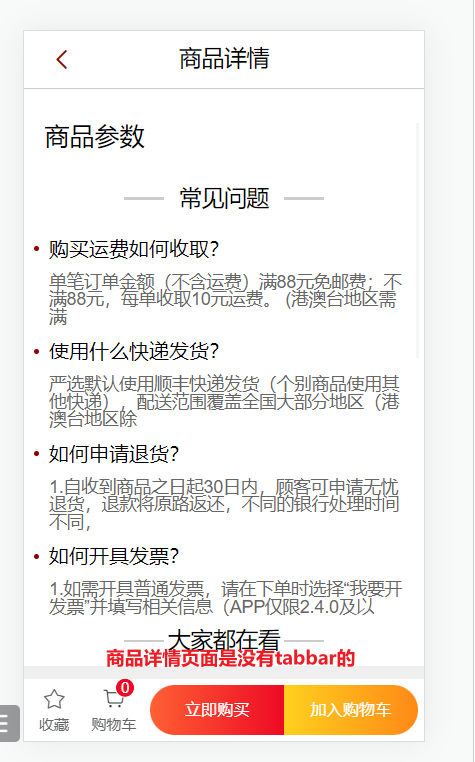 商品详情
商品参数
常见问题
购买运费如何收取?
单笔订单金额（不含运费）满88元免邮费；不
满88元，每单收取10元运费。(港澳台地区需
满
使用什么快递发货?
严选默认使用顺丰快递发货（个别商品使用其
他快递），配送范围覆盖全国大部分地区（港
澳台地区除
如何申请退货?
1.自收到商品之日起30日内，顾客可申请无忧
退货，退款将原路返还，不同的银行处理时间
不同，
如何开具发票?
1.如需开具普通发票，请在下单时选择“我要开
发票”并填写相关信息（APP仅限2.4.0及以
大家都在看
商品详情页面是没有tabbar的
0
收藏 购物车 立即购买 加入购物车